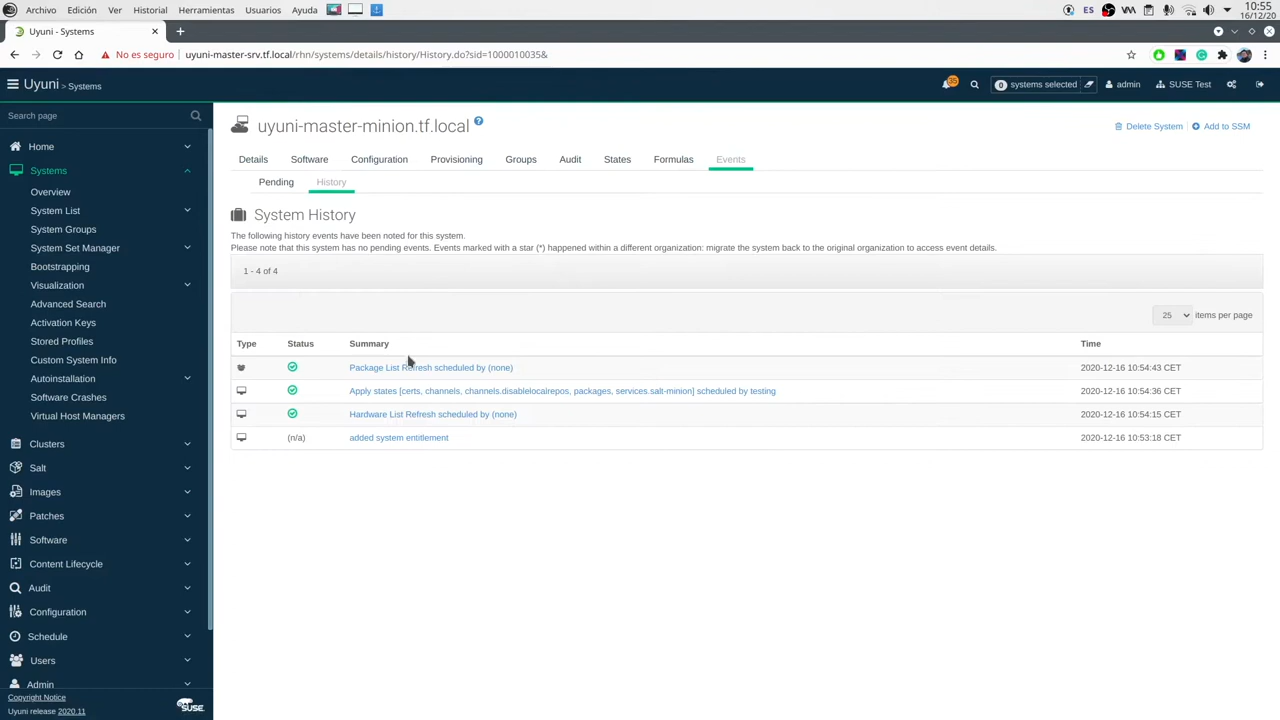 Archivo Edición Ver Historial Herramientas Usuarios Ayuda ES 10:55
16/12/20
Uyuni - Systems
No es seguro uyuni-master-srv.tf.local/rhn/systems/details/history/History.do?sid=1000010035&
Uyuni > Systems 35 0 systems selected admin SUSE Test
Search page
Home
Systems
Overview
System List
System Groups
System Set Manager
Bootstrapping
Visualization
Advanced Search
Activation Keys
Stored Profiles
Custom System Info
Autoinstallation
Software Crashes
Virtual Host Managers
Clusters
Salt
Images
Patches
Software
Content Lifecycle
Audit
Configuration
Schedule
Users
Admin
Copyright Notice
Uyuni release 2020.11
SUSE
uyuni-master-minion.tf.local ?
Delete System Add to SSM
Details Software Configuration Provisioning Groups Audit States Formulas Events
Pending History
System History
The following history events have been noted for this system.
Please note that this system has no pending events. Events marked with a star (*) happened within a different organization: migrate the system back to the original organization to access event details.
1 - 4 of 4
25 items per page
Type Status Summary Time
Package List Refresh scheduled by (none) 2020-12-16 10:54:43 CET
Apply states [certs, channels, channels.disablelocalrepos, packages, services.salt-minion] scheduled by testing 2020-12-16 10:54:36 CET
Hardware List Refresh scheduled by (none) 2020-12-16 10:54:15 CET
(n/a) added system entitlement 2020-12-16 10:53:18 CET